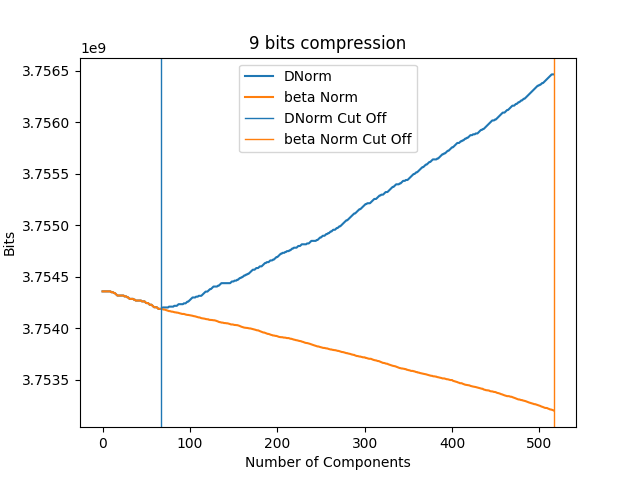 9 bits compression
1e9
DNorm
beta Norm
DNorm Cut Off
beta Norm Cut Off
3.7565
3.7560
3.7555
3.7550
3.7545
3.7540
3.7535
Bits
0 100 200 300 400 500
Number of Components